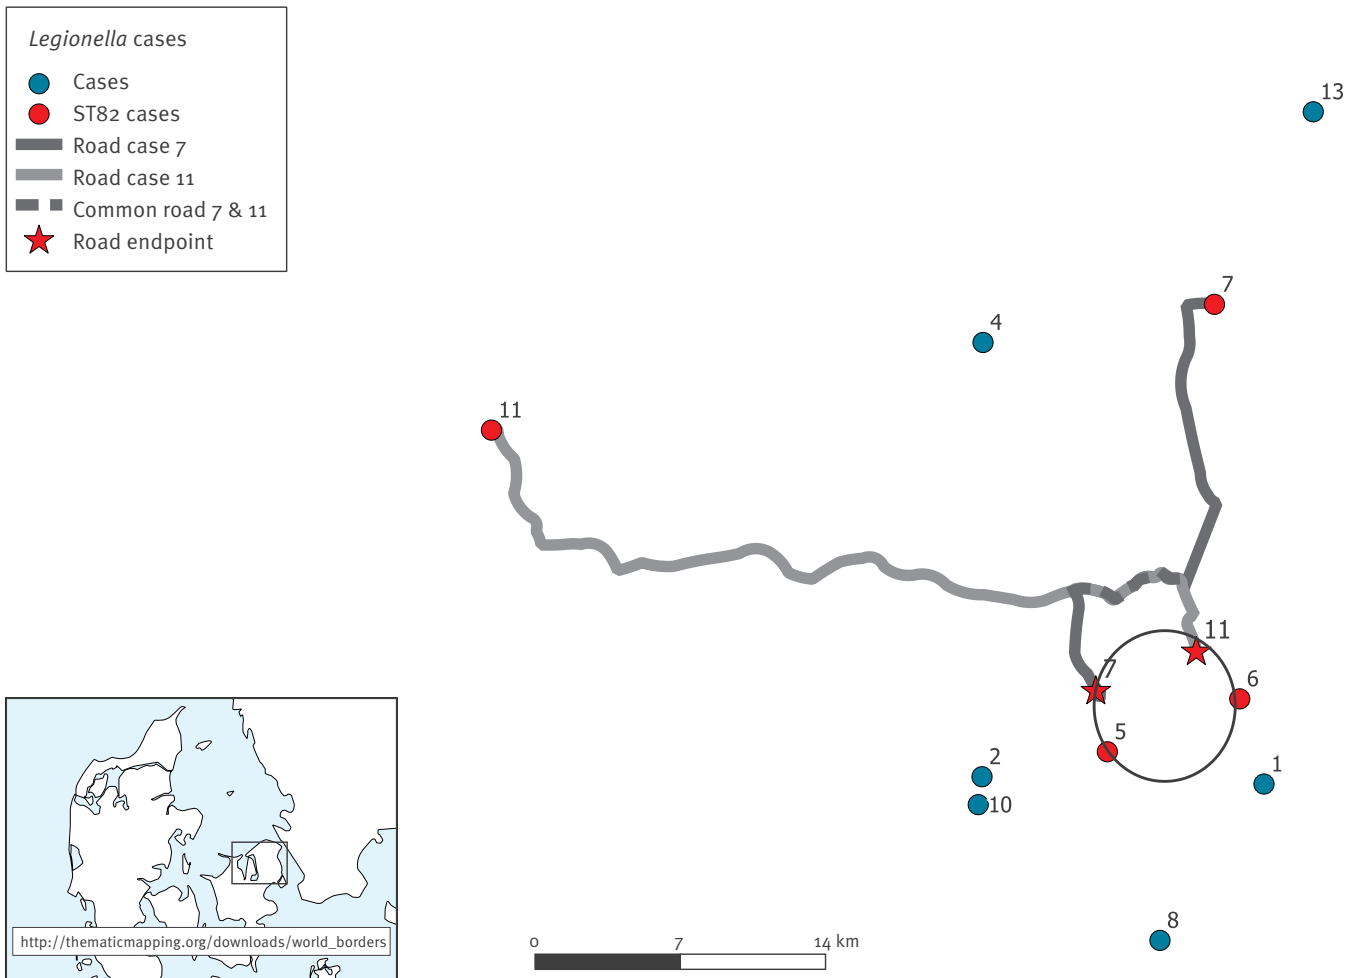 Legionella cases
Cases
ST82 cases
Road case 7
Road case 11
Common road 7 & 11
Road endpoint
13
7
4
11
11
7
6
5
2
1
10
8
http://thematicmapping.org/downloads/world_borders
0 7 14 km